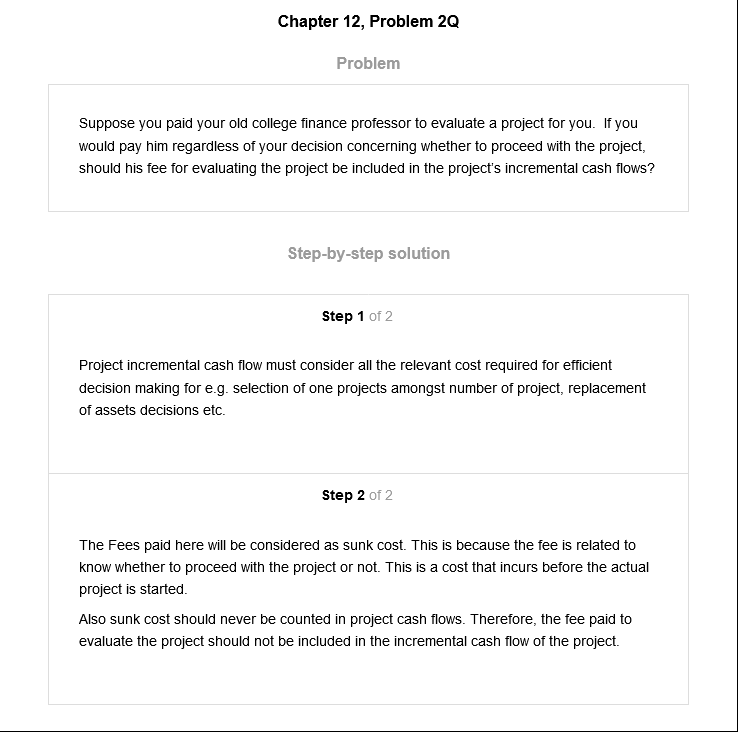 Chapter 12, Problem 2Q
Problem
Suppose you paid your old college finance professor to evaluate a project for you.  If you
would pay him regardless of your decision concerning whether to proceed with the project,
should his fee for evaluating the project be included in the project's incremental cash flows?
Step-by-step solution
Step 1 of 2
Project incremental cash flow must consider all the relevant cost required for efficient
decision making for e.g. selection of one projects amongst number of project, replacement
of assets decisions etc.
Step 2 of 2
The Fees paid here will be considered as sunk cost. This is because the fee is related to
know whether to proceed with the project or not. This is a cost that incurs before the actual
project is started.
Also sunk cost should never be counted in project cash flows. Therefore, the fee paid to
evaluate the project should not be included in the incremental cash flow of the project.